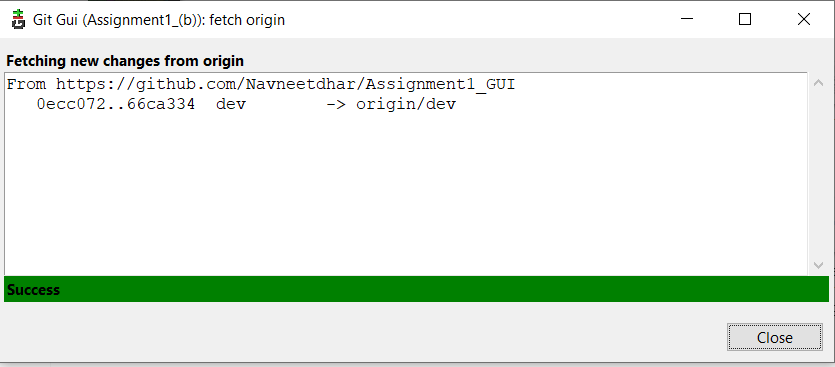 Git Gui (Assignment1_(b)): fetch origin
Fetching new changes from origin
From https://github.com/Navneetdhar/Assignment1_GUI
   0ecc072..66ca334  dev        -> origin/dev
Success
Close